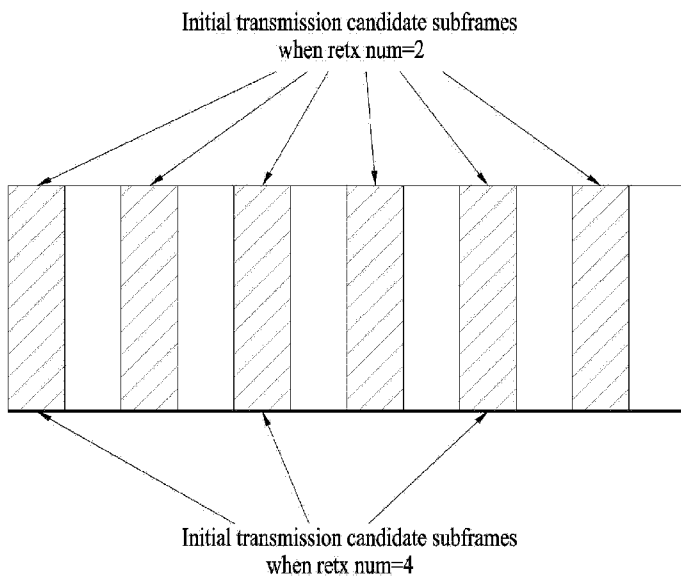 Initial transmission candidate subframes
when retx num=2
Initial transmission candidate subframes
when retx num=4